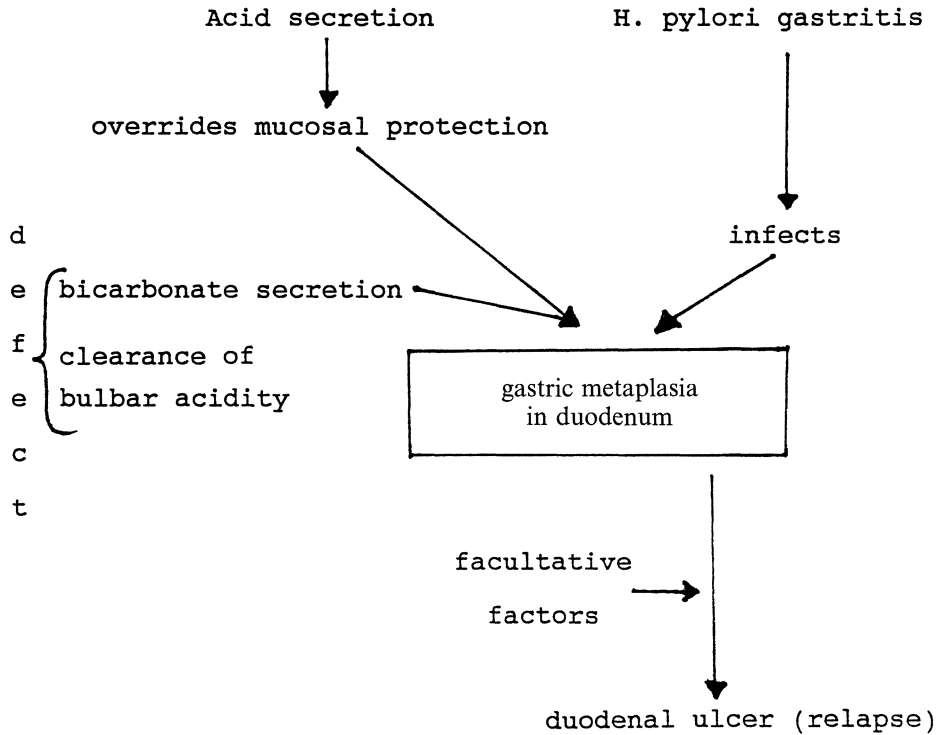 Acid secretion
H. pylori gastritis
overrides mucosal protection
infects
defect
bicarbonate secretion
clearance of
bulbar acidity
gastric metaplasia
in duodenum
facultative
factors
duodenal ulcer (relapse)